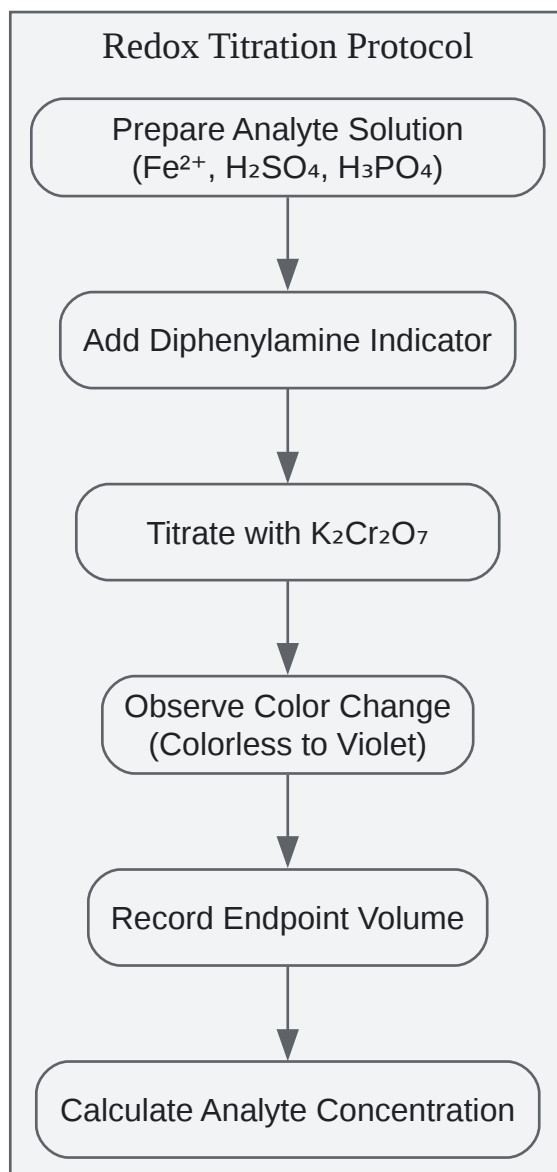 Redox Titration Protocol
Prepare Analyte Solution
(Fe²⁺, H₂SO₄, H₃PO₄)
Add Diphenylamine Indicator
Titrate with K₂Cr₂O₇
Observe Color Change
(Colorless to Violet)
Record Endpoint Volume
Calculate Analyte Concentration